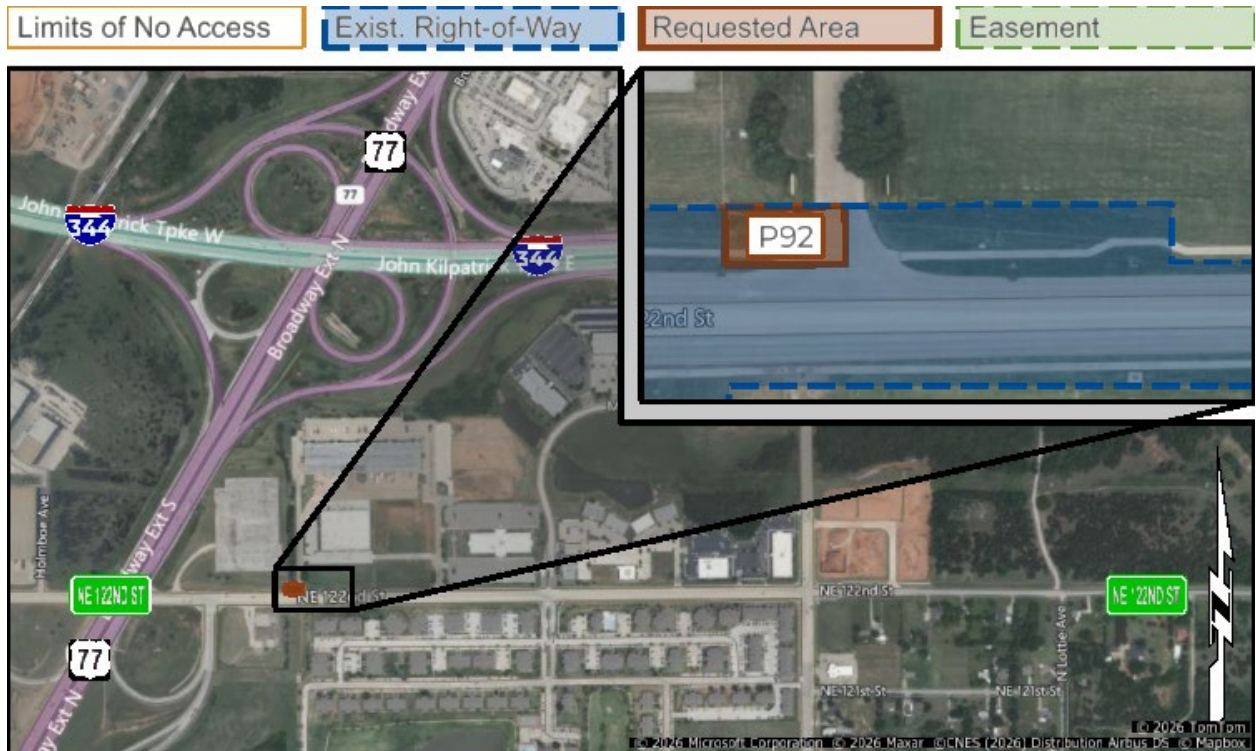 Limits of No Access
Exist. Right-of-Way
Requested Area
Easement
77
77
344
344
John
rick Tpke W
John Kilpatrick
E
Broadway Ext N
P92
22nd St
Holmboe Ave
way Ext S
NE 122ND ST
NE 122nd St
NE 122nd St
NE 122ND ST
77
Ext N
N Lottie Ave
NE 121st St
NE 121st St
© 2026 TomTom
© 2026 Microsoft Corporation © 2026 Maxar ©CNES (2026) Distribution Airbus DS © Mapbox